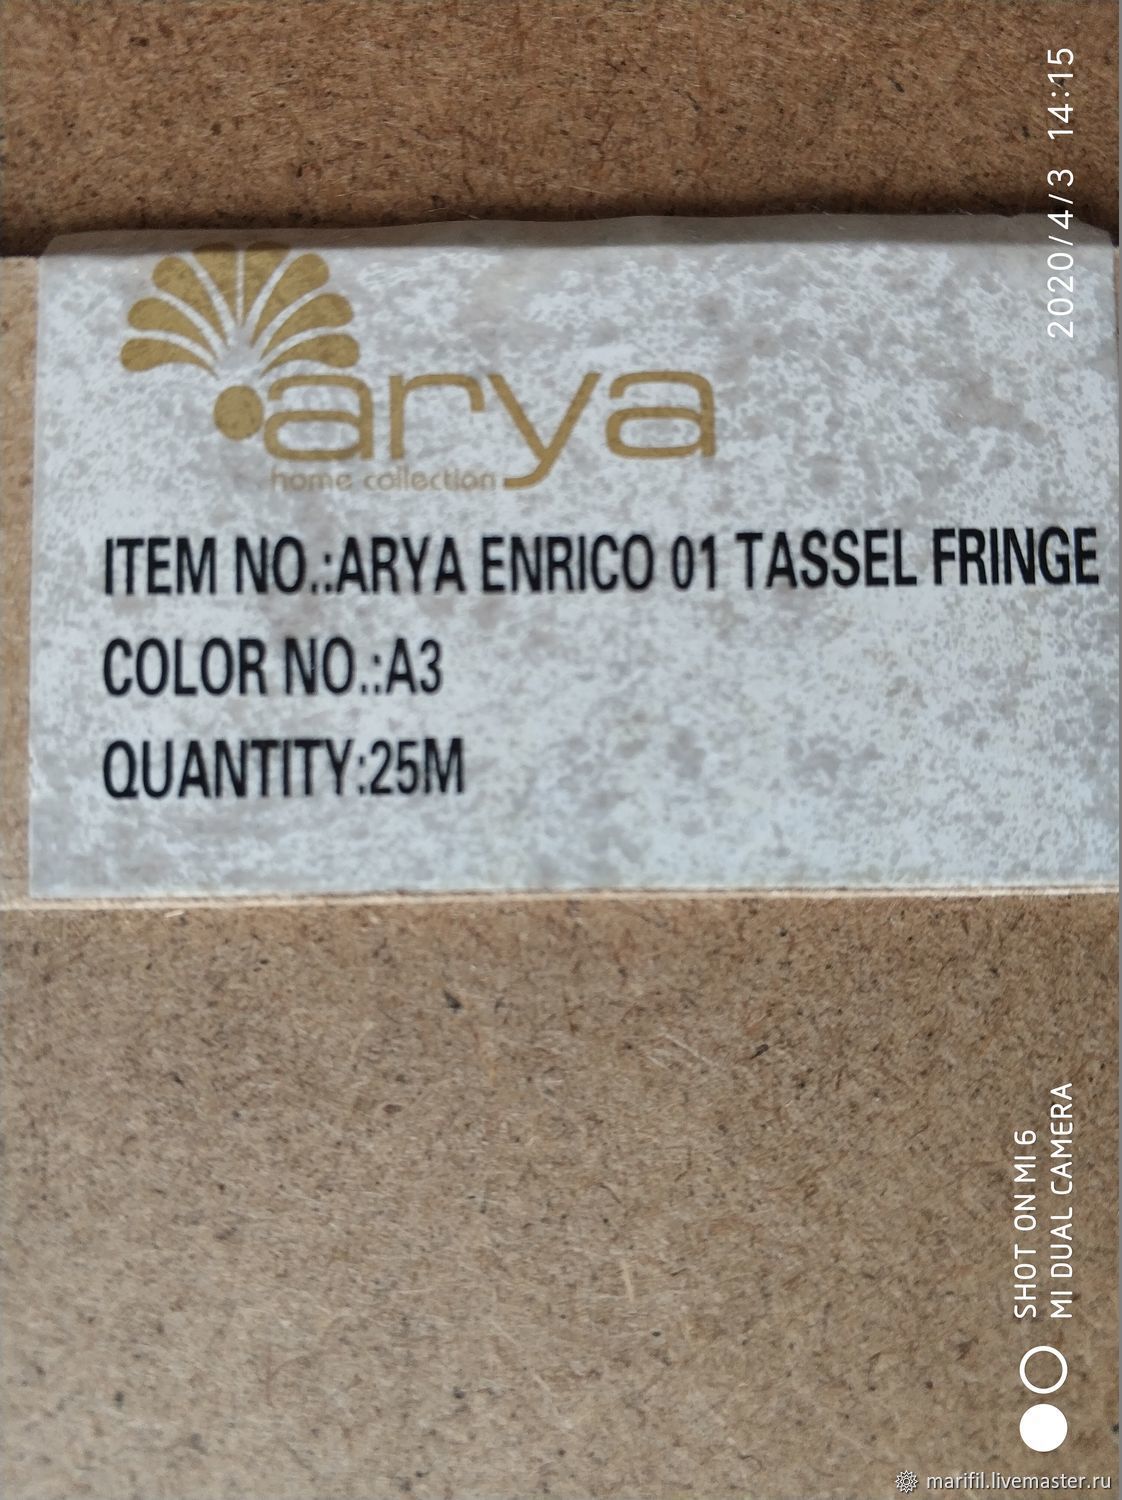 arya
home collection
ITEM NO.:ARYA ENRICO 01 TASSEL FRINGE
COLOR NO.:A3
QUANTITY:25M
2020/4/3 14:15
SHOT ON MI 6
MI DUAL CAMERA
marifil.livemaster.ru